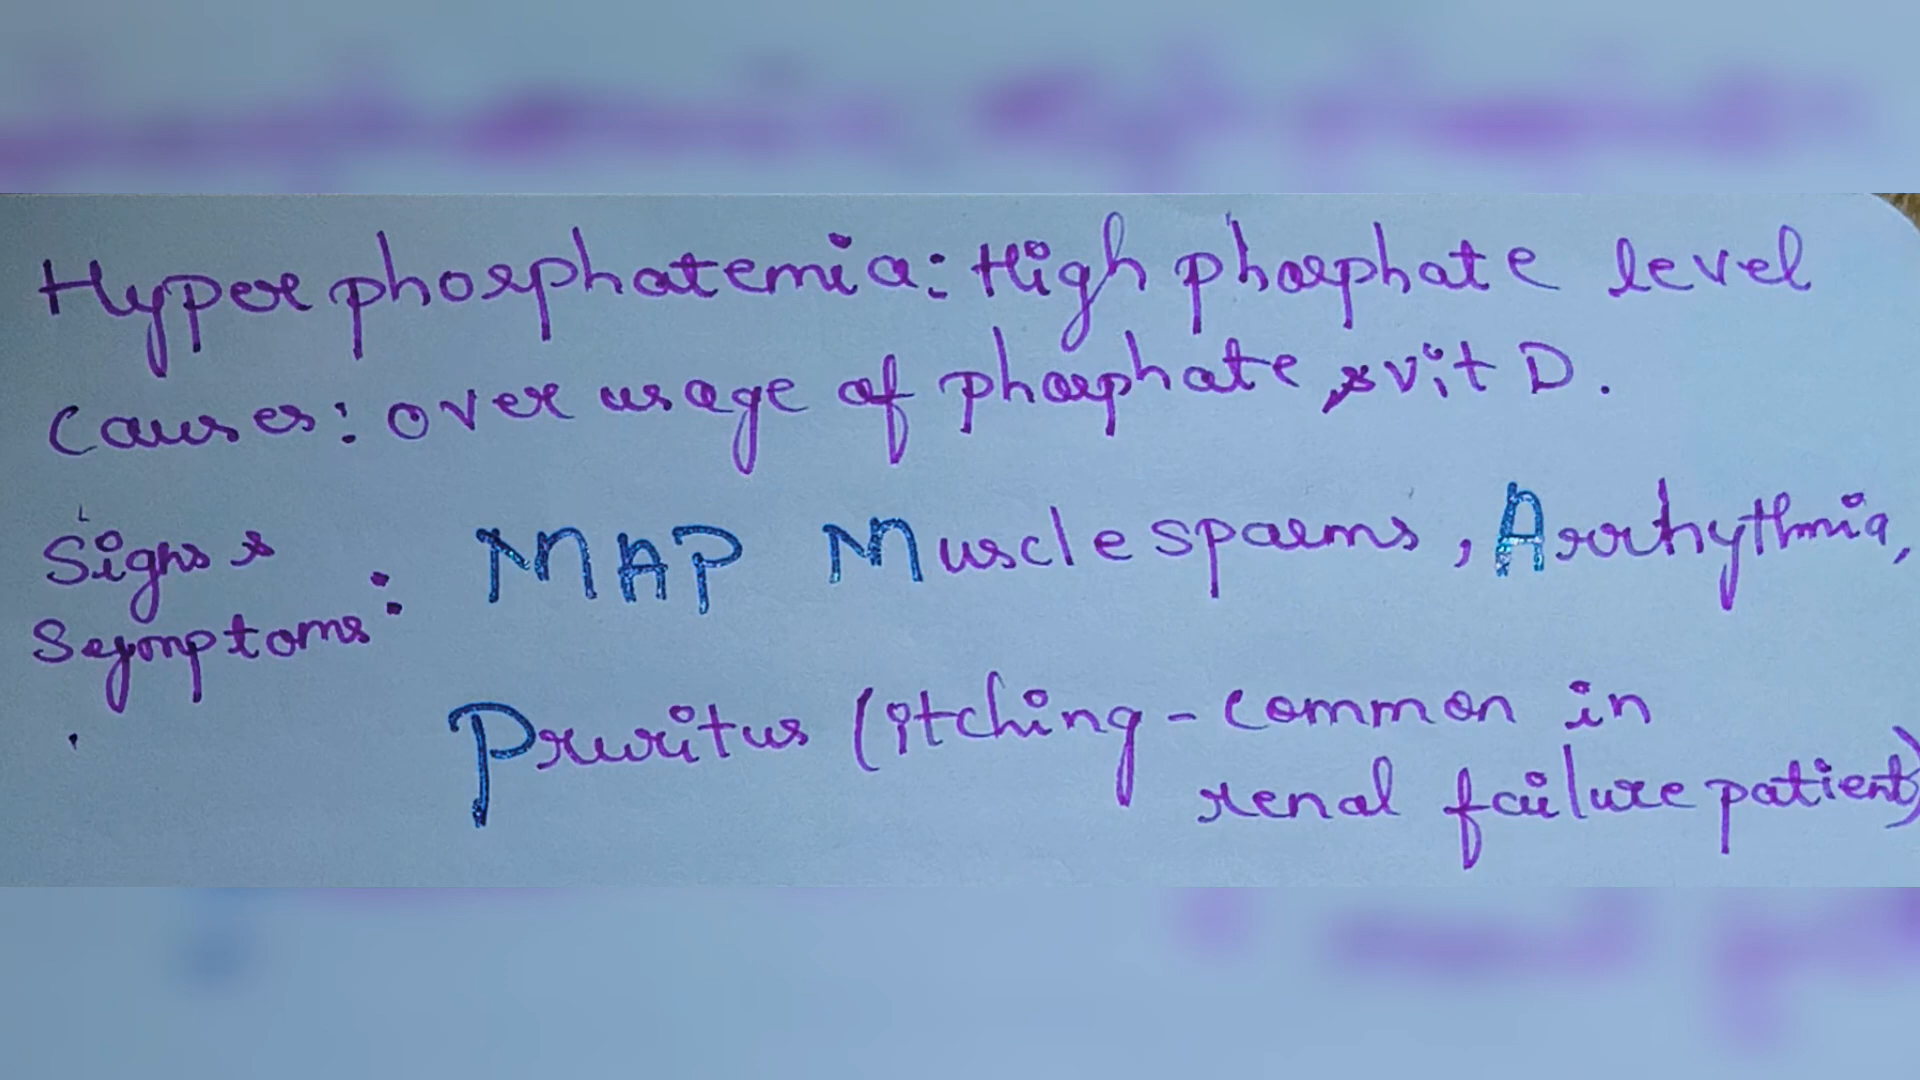 Hyperphosphatemia: High phosphate level
Causes: over usage of phosphate & vit D.
Signs &
Symptoms: MAP Muscle spasms, Arrhythmia,
Pruritus (itching - common in
renal failure patient)